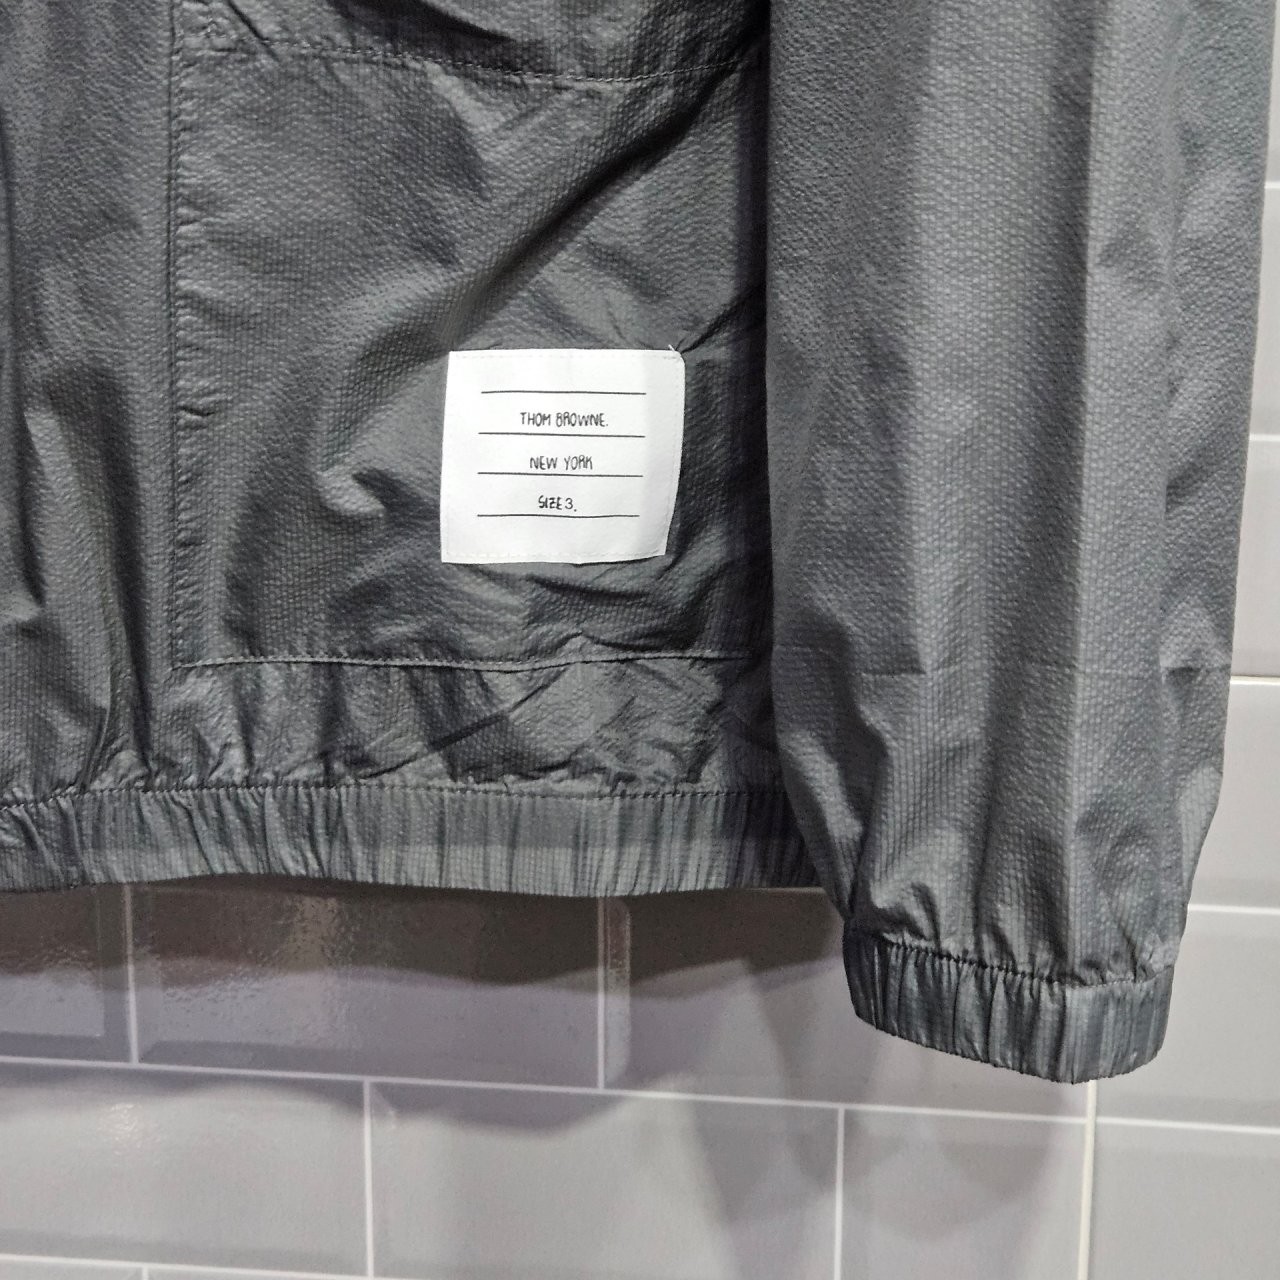 THOM BROWNE.
NEW YORK
SIZE 3.